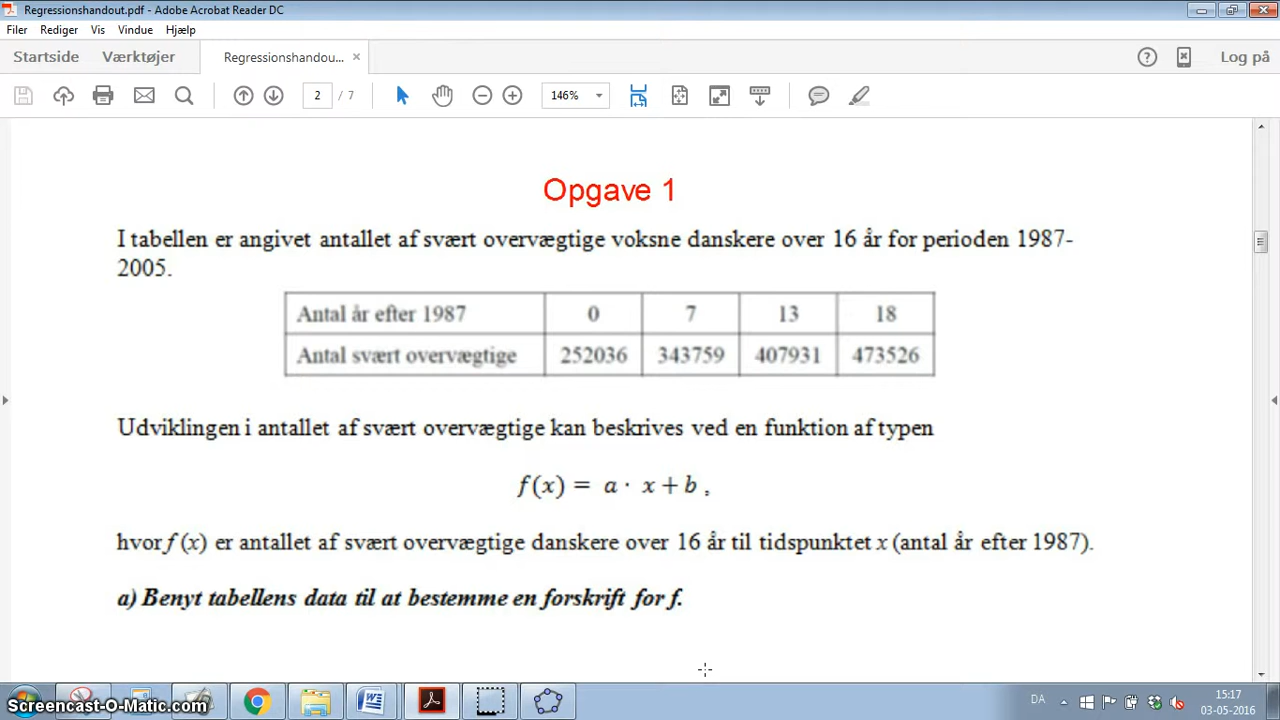 Regressionshandout.pdf - Adobe Acrobat Reader DC
Filer Rediger Vis Vindue Hjælp
Startside Værktøjer Regressionshandou... × Log på
2 / 7 146%
Opgave 1
I tabellen er angivet antallet af svært overvægtige voksne danskere over 16 år for perioden 1987-
2005.
Antal år efter 1987 0 7 13 18
Antal svært overvægtige 252036 343759 407931 473526
Udviklingen i antallet af svært overvægtige kan beskrives ved en funktion af typen
f(x) = a · x + b ,
hvor f (x) er antallet af svært overvægtige danskere over 16 år til tidspunktet x (antal år efter 1987).
a) Benyt tabellens data til at bestemme en forskrift for f.
Screencast-O-Matic.com
DA
15:17
03-05-2016